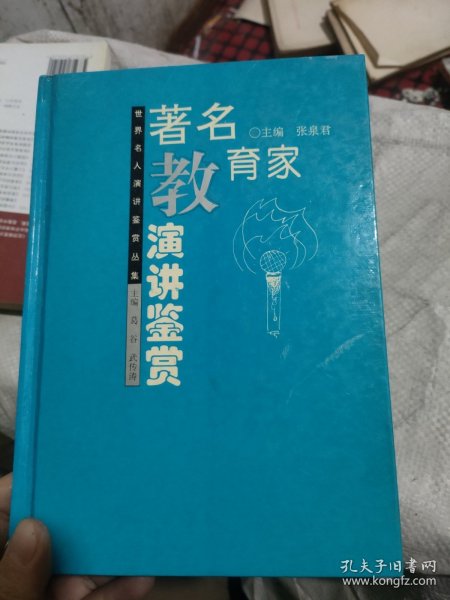 世界名人演讲鉴赏丛集
主编 葛谷 武传涛
著名
教育家
演讲鉴赏
○主编 张泉君
孔夫子旧书网
www.kongfz.com